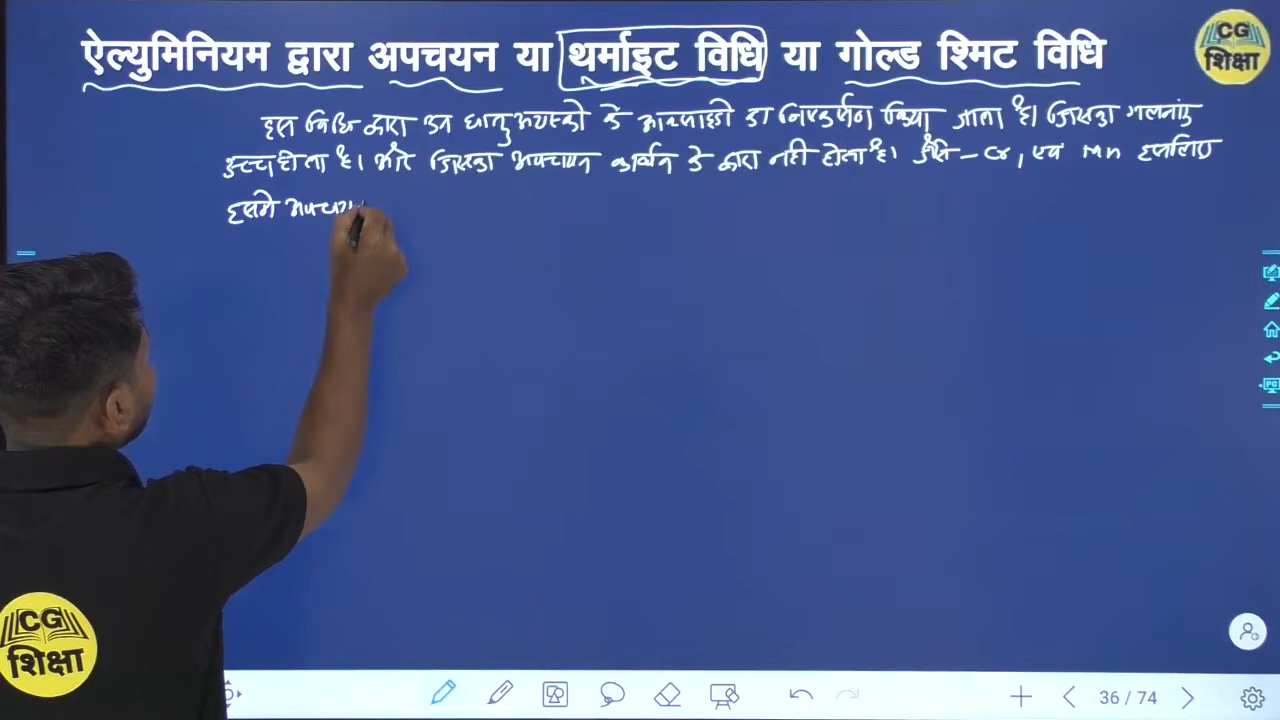 ऐल्युमिनियम द्वारा अपचयन या थर्माइट विधि या गोल्ड श्मिट विधि
CG
शिक्षा
इस विधि द्वारा उन धातु अयस्को के आक्साइडो का निष्कर्षण किया जाता है। जिसका गलनांक
उच्च होता है। और जिसका अपचयन कार्बन के द्वारा नही होता है। जैसे - Cr, एवं Mn इसलिए
इसमे अपचय
CG
शिक्षा
36 / 74